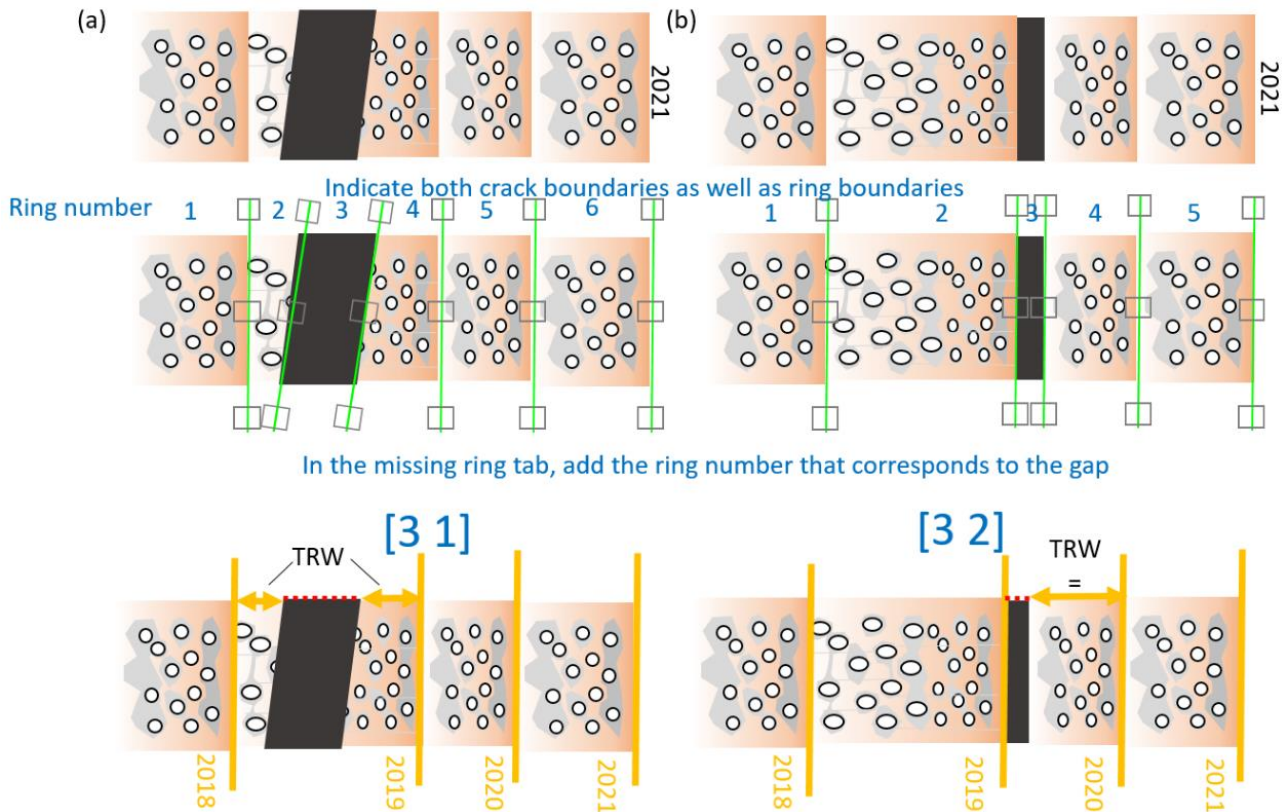 (a)
(b)
2021
2021
Indicate both crack boundaries as well as ring boundaries
Ring number 1 2 3 4 5 6
1 2 3 4 5
In the missing ring tab, add the ring number that corresponds to the gap
[3 1]
[3 2]
TRW
TRW
=
2018
2019
2020
2021
2018
2019
2020
2021